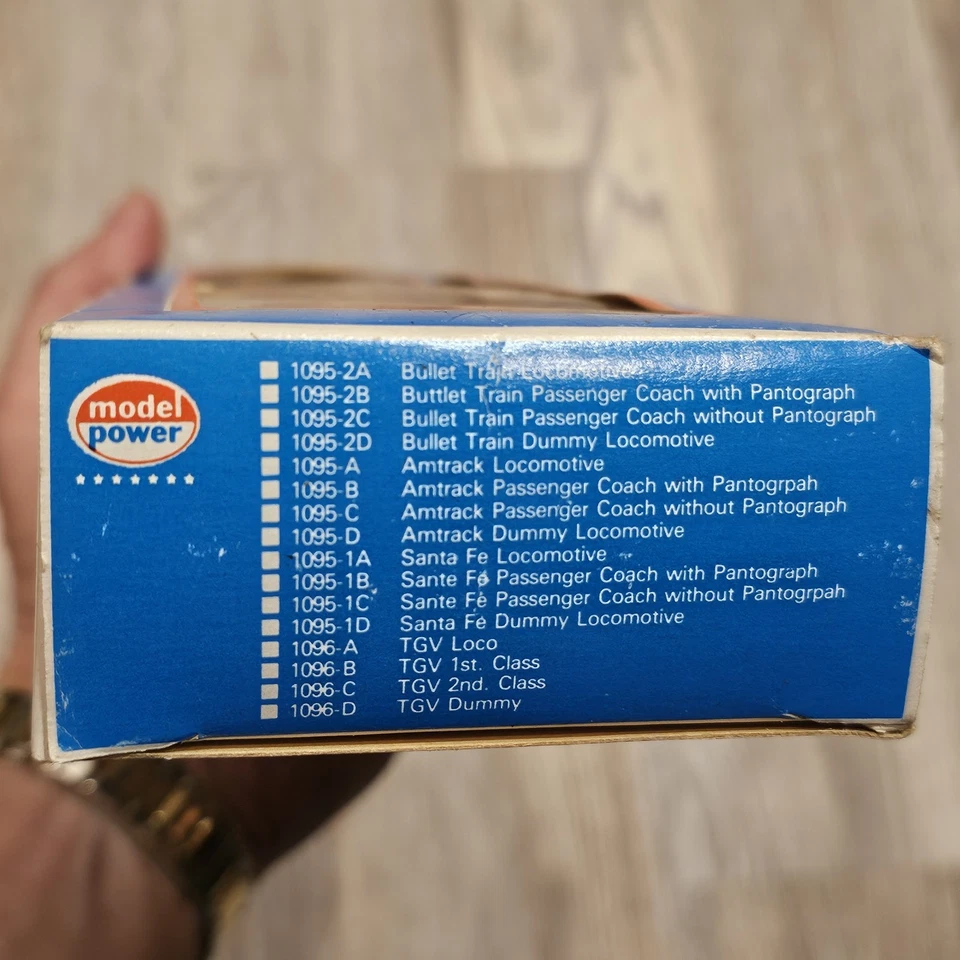 model
power
1095-2A Bullet Train Locomotive
1095-2B Buttlet Train Passenger Coach with Pantograph
1095-2C Bullet Train Passenger Coach without Pantograph
1095-2D Bullet Train Dummy Locomotive
1095-A Amtrack Locomotive
1095-B Amtrack Passenger Coach with Pantogrpah
1095-C Amtrack Passenger Coach without Pantograph
1095-D Amtrack Dummy Locomotive
1095-1A Santa Fe Locomotive
1095-1B Sante Fe Passenger Coach with Pantograph
1095-1C Sante Fe Passenger Coach without Pantogrpah
1095-1D Santa Fe Dummy Locomotive
1096-A TGV Loco
1096-B TGV 1st. Class
1096-C TGV 2nd. Class
1096-D TGV Dummy